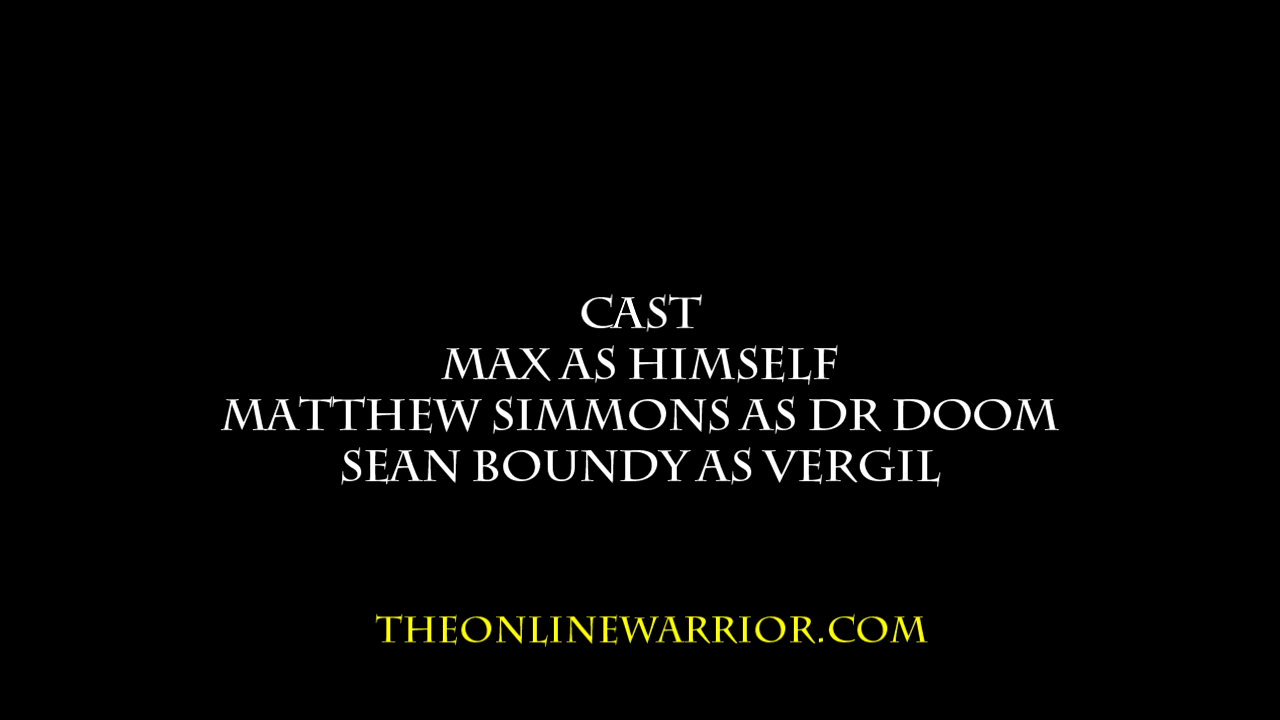 CAST
MAX AS HIMSELF
MATTHEW SIMMONS AS DR DOOM
SEAN BOUNDY AS VERGIL
THEONLINEWARRIOR.COM